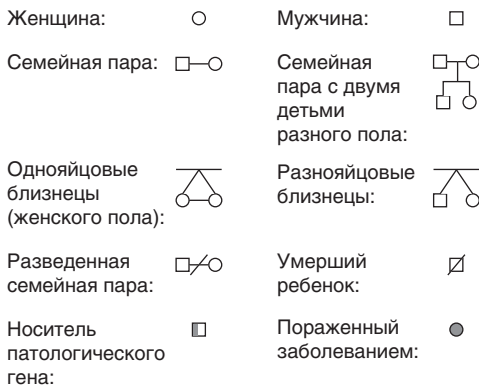 Женщина:
Мужчина:
Семейная пара:
Семейная
пара с двумя
детьми
разного пола:
Однояйцовые
близнецы
(женского пола):
Разнояйцовые
близнецы:
Разведенная
семейная пара:
Умерший
ребенок:
Носитель
патологического
гена:
Пораженный
заболеванием: